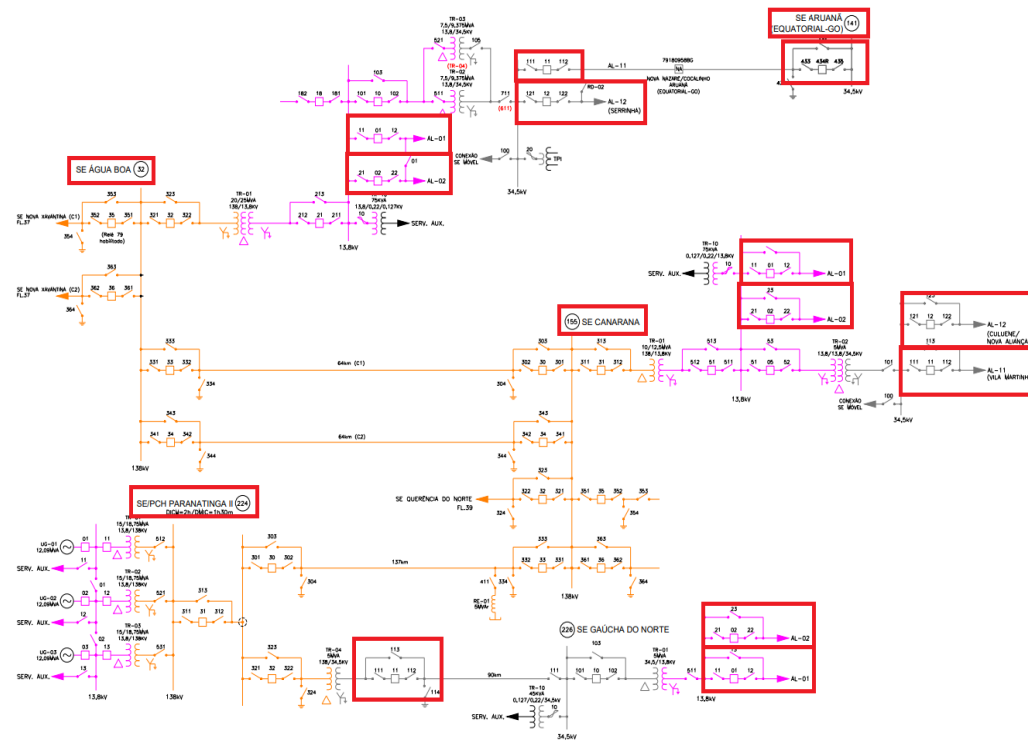 TR-03
7,5/9,375MVA
13,8/34,5KV
521
105
(TR-04)
TR-02
7,5/9,375MVA
13,8/34,5KV
511
103
182
18
181
101
10
102
711
(611)
111
11
112
AL-11
79180958BG
NA
NOVA NAZARÉ/COCALINHO
ARUANÃ
(EQUATORIAL-GO)
SE ARUANÃ
(EQUATORIAL-GO)
141
433
434R
435
34,5kV
RD-02
121
12
122
AL-12
(SERRINHA)
11
01
12
AL-01
01
21
02
22
AL-02
CONEXÃO
SE MÓVEL
100
20
TPI
34,5kV
SE ÁGUA BOA
32
353
323
SE NOVA XAVANTINA (C1)
FL.37
352
35
351
321
32
322
354
(Relé 79
habilitado)
TR-01
20/25MVA
138/13,8KV
213
212
21
211
10
75KVA
13,8/0,22/0,127KV
SERV. AUX.
13,8kV
363
SE NOVA XAVANTINA (C2)
FL.37
362
36
361
364
TR-10
75KVA
0,127/0,22/13,8KV
SERV. AUX.
10
11
01
12
AL-01
23
21
02
22
AL-02
155
SE CANARANA
121
12
122
AL-12
(CULUENE/
NOVA ALIANÇA
113
111
11
112
AL-11
(VILA MARTINH
333
331
33
332
334
64km (C1)
303
302
30
301
304
313
311
31
312
TR-01
10/12,5MVA
138/13,8KV
513
512
51
511
53
51
05
52
TR-02
5MVA
13,8/13,8/34,5KV
101
CONEXÃO
SE MÓVEL
100
13,8kV
34,5kV
343
341
34
342
344
64km (C2)
343
342
34
341
344
138kV
323
SE QUERÊNCIA DO NORTE
FL.39
322
32
321
324
351
35
352
353
354
SE/PCH PARANATINGA II
224
DICM=2h/DMIC=1h30m
15/18,75MVA
13,8/138KV
UG-01
12,09MVA
01
11
512
SERV. AUX.
11
01
303
301
30
302
304
137km
411
334
RE-01
5MVAr
333
332
33
331
363
361
36
362
364
138kV
TR-02
15/18,75MVA
13,8/138KV
UG-02
12,09MVA
02
12
521
SERV. AUX.
12
02
313
311
31
312
TR-03
15/18,75MVA
13,8/138KV
UG-03
12,09MVA
03
13
531
SERV. AUX.
13
13,8kV
138kV
323
321
32
322
324
TR-04
5MVA
138/34,5KV
113
111
11
112
114
90km
226
SE GAÚCHA DO NORTE
111
103
101
10
102
TR-01
5MVA
34,5/13,8KV
511
23
21
02
22
AL-02
11
01
12
AL-01
13,8kV
TR-10
45KVA
0,127/0,22/34,5KV
10
SERV. AUX.
34,5kV